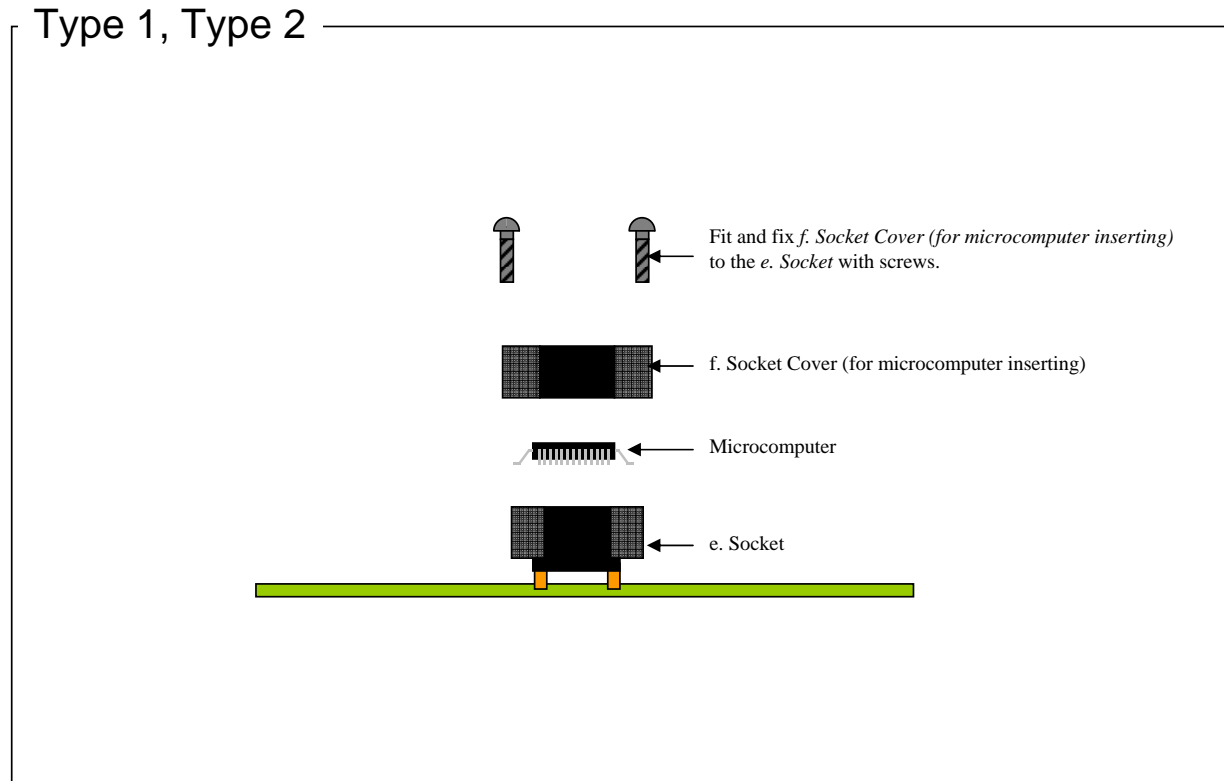 Type 1, Type 2
Fit and fix f. Socket Cover (for microcomputer inserting)
to the e. Socket with screws.
f. Socket Cover (for microcomputer inserting)
Microcomputer
e. Socket